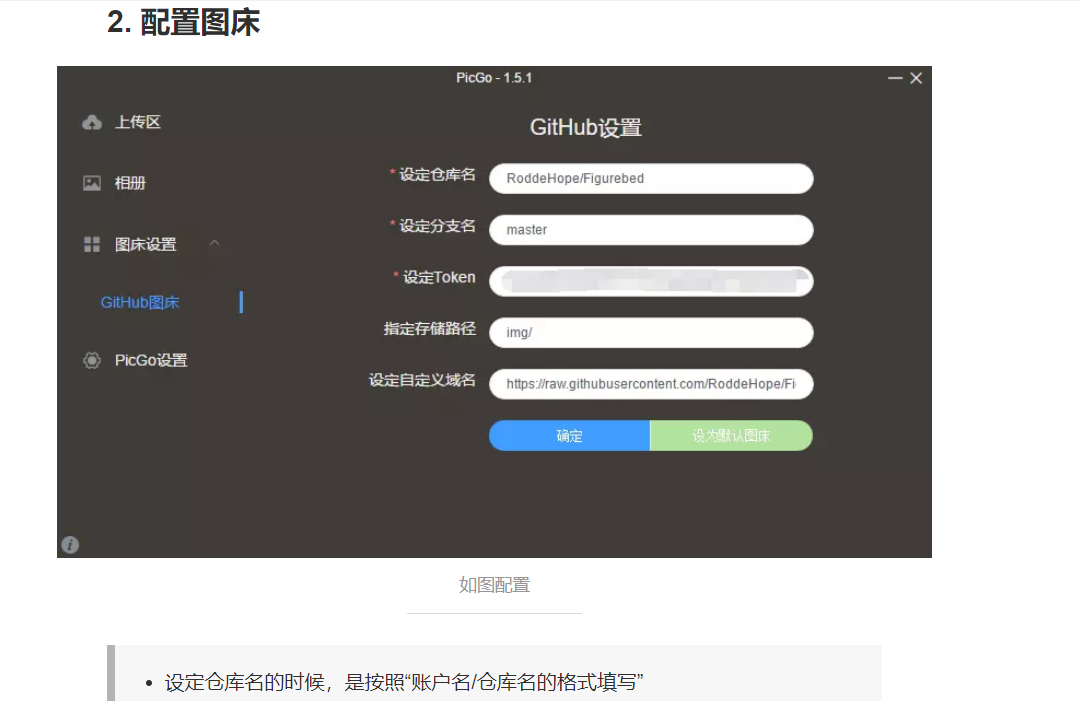 2. 配置图床
PicGo - 1.5.1
上传区
相册
图床设置
GitHub图床
PicGo设置
GitHub设置
* 设定仓库名
RoddeHope/Figurebed
* 设定分支名
master
* 设定Token
指定存储路径
img/
设定自定义域名
https://raw.githubusercontent.com/RoddeHope/Fi
确定
设为默认图床
如图配置
• 设定仓库名的时候，是按照“账户名/仓库名的格式填写”